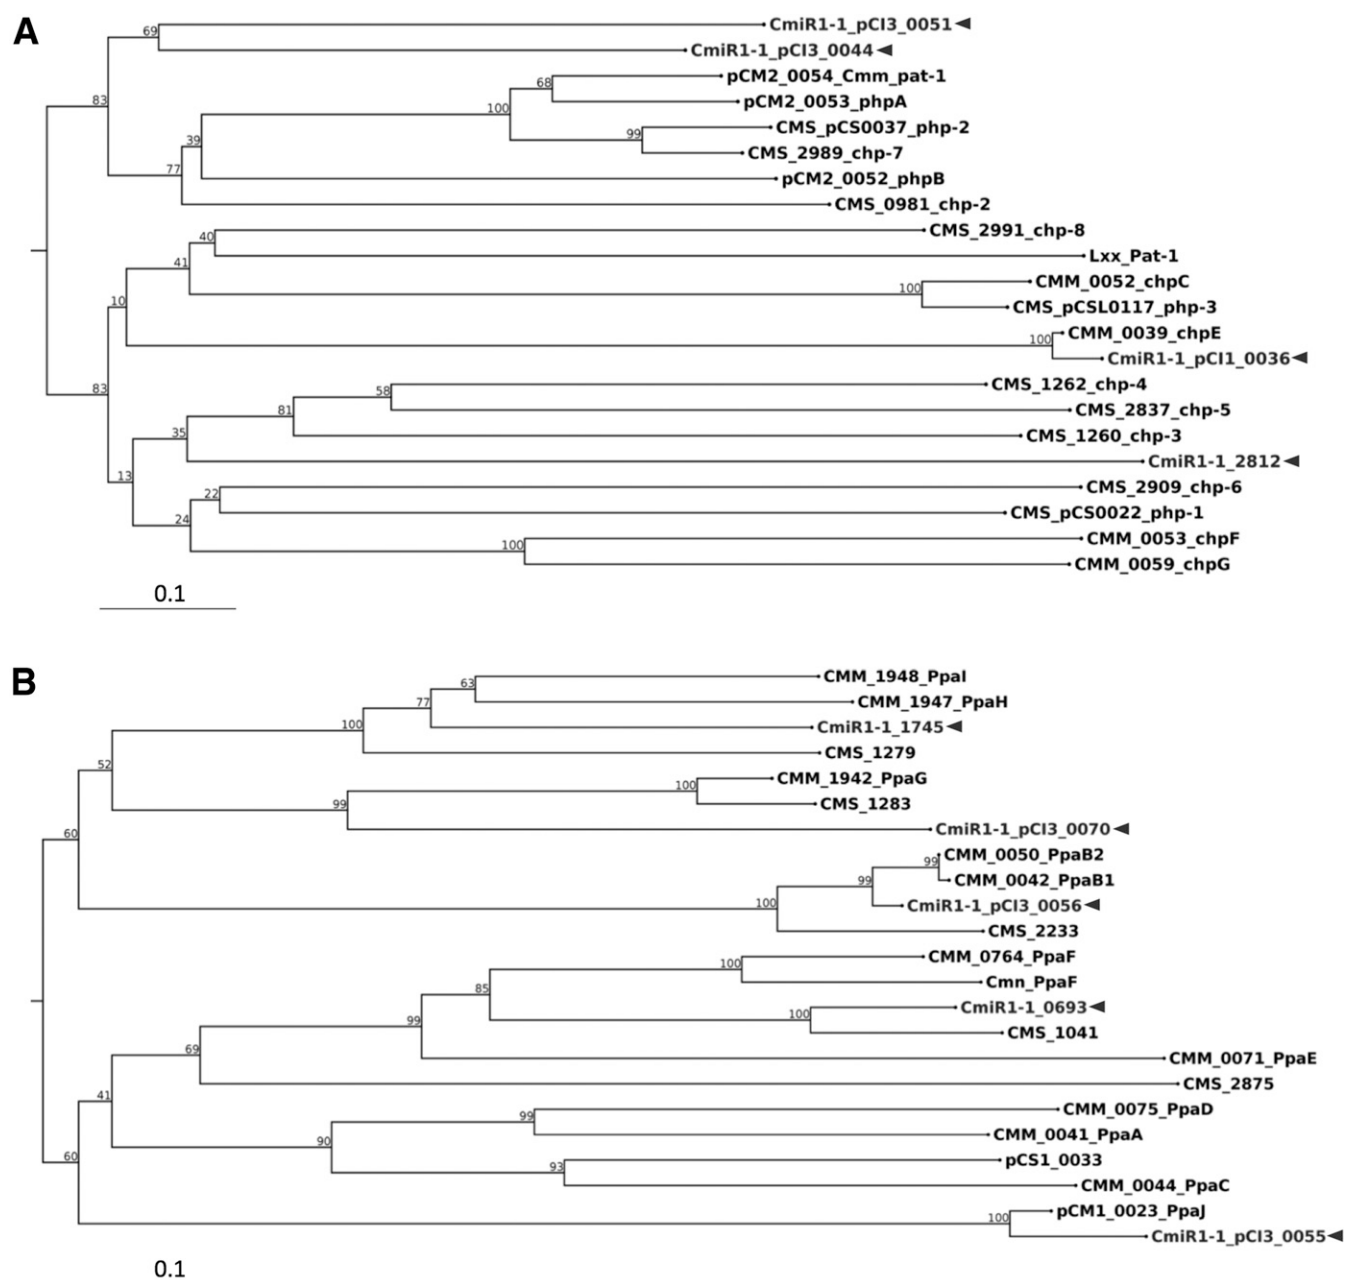 A
69
CmiR1-1_pCI3_0051
CmiR1-1_pCI3_0044
68
pCM2_0054_Cmm_pat-1
83
100
pCM2_0053_phpA
99
CMS_pCS0037_php-2
39
CMS_2989_chp-7
77
pCM2_0052_phpB
CMS_0981_chp-2
40
CMS_2991_chp-8
41
Lxx_Pat-1
100
CMM_0052_chpC
10
CMS_pCSL0117_php-3
100
CMM_0039_chpE
CmiR1-1_pCI1_0036
83
58
CMS_1262_chp-4
81
CMS_2837_chp-5
35
CMS_1260_chp-3
CmiR1-1_2812
13
22
CMS_2909_chp-6
24
CMS_pCS0022_php-1
100
CMM_0053_chpF
CMM_0059_chpG
0.1
B
63
CMM_1948_PpaI
77
CMM_1947_PpaH
100
CmiR1-1_1745
CMS_1279
52
100
CMM_1942_PpaG
99
CMS_1283
60
CmiR1-1_pCI3_0070
99
CMM_0050_PpaB2
99
CMM_0042_PpaB1
100
CmiR1-1_pCI3_0056
CMS_2233
100
CMM_0764_PpaF
85
Cmn_PpaF
99
100
CmiR1-1_0693
CMS_1041
69
CMM_0071_PpaE
CMS_2875
41
99
CMM_0075_PpaD
90
CMM_0041_PpaA
60
93
pCS1_0033
CMM_0044_PpaC
100
pCM1_0023_PpaJ
CmiR1-1_pCI3_0055
0.1